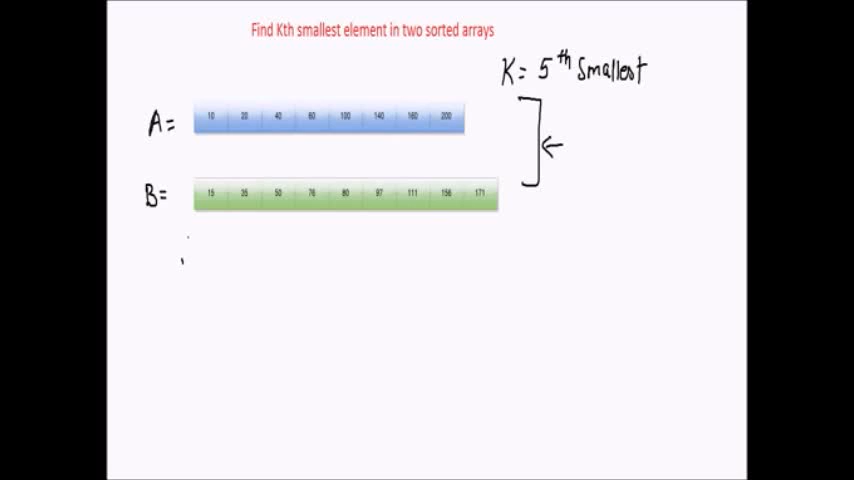 Find Kth smallest element in two sorted arrays
K= 5th Smallest
A= 10 20 40 60 100 140 160 200
B= 15 35 50 76 80 97 111 156 171